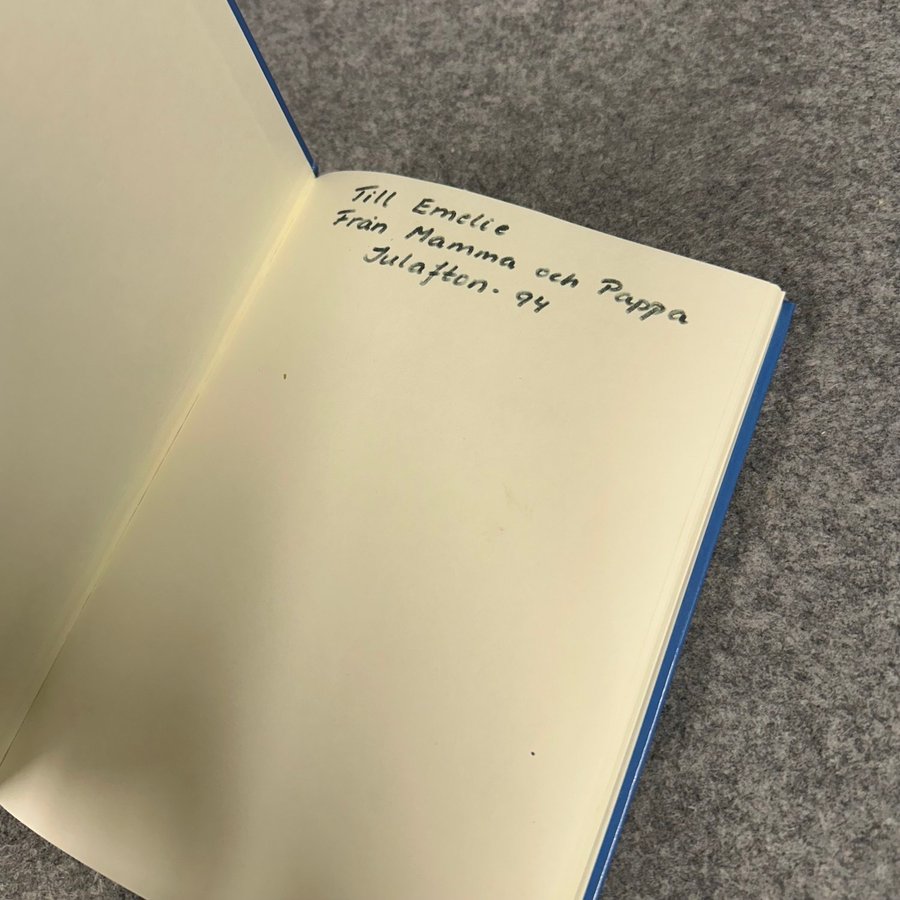 Till Emelie
Från Mamma och Pappa
Julafton. 94